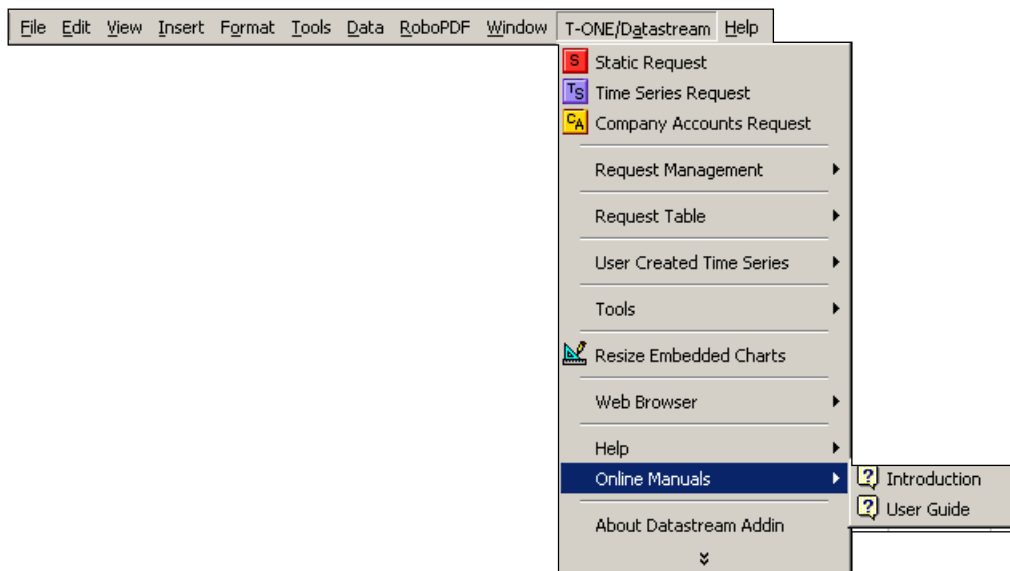 File Edit View Insert Format Tools Data RoboPDF Window T-ONE/Datastream Help
S Static Request
TS Time Series Request
CA Company Accounts Request
Request Management
Request Table
User Created Time Series
Tools
Resize Embedded Charts
Web Browser
Help
Online Manuals
? Introduction
? User Guide
About Datastream Addin